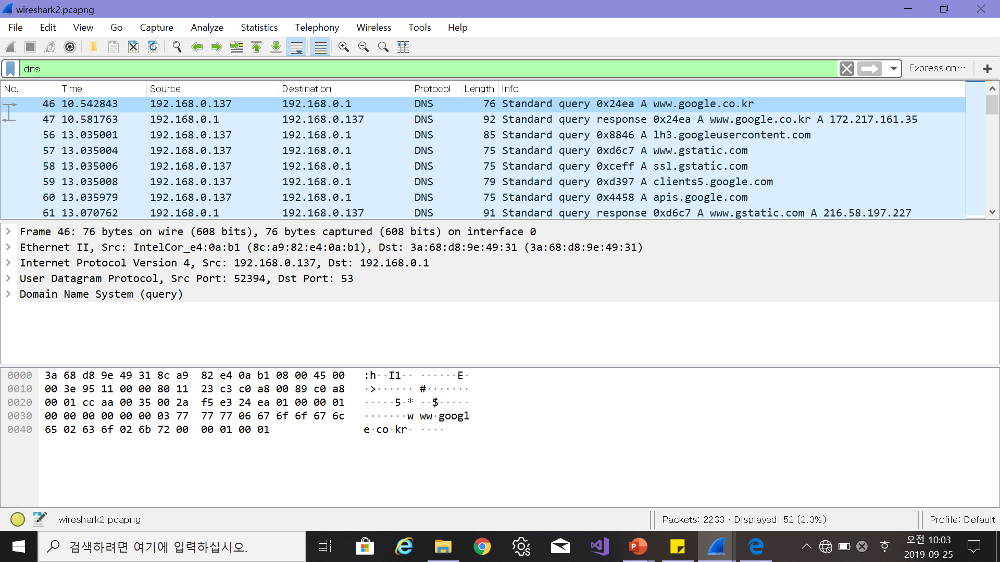 wireshark2.pcapng
File Edit View Go Capture Analyze Statistics Telephony Wireless Tools Help
dns Expression…
No. Time Source Destination Protocol Length Info
46 10.542843 192.168.0.137 192.168.0.1 DNS 76 Standard query 0x24ea A www.google.co.kr
47 10.581763 192.168.0.1 192.168.0.137 DNS 92 Standard query response 0x24ea A www.google.co.kr A 172.217.161.35
56 13.035001 192.168.0.137 192.168.0.1 DNS 85 Standard query 0x8846 A lh3.googleusercontent.com
57 13.035004 192.168.0.137 192.168.0.1 DNS 75 Standard query 0xd6c7 A www.gstatic.com
58 13.035006 192.168.0.137 192.168.0.1 DNS 75 Standard query 0xceff A ssl.gstatic.com
59 13.035008 192.168.0.137 192.168.0.1 DNS 79 Standard query 0xd397 A clients5.google.com
60 13.035979 192.168.0.137 192.168.0.1 DNS 75 Standard query 0x4458 A apis.google.com
61 13.070762 192.168.0.1 192.168.0.137 DNS 91 Standard query response 0xd6c7 A www.gstatic.com A 216.58.197.227
Frame 46: 76 bytes on wire (608 bits), 76 bytes captured (608 bits) on interface 0
Ethernet II, Src: IntelCor_e4:0a:b1 (8c:a9:82:e4:0a:b1), Dst: 3a:68:d8:9e:49:31 (3a:68:d8:9e:49:31)
Internet Protocol Version 4, Src: 192.168.0.137, Dst: 192.168.0.1
User Datagram Protocol, Src Port: 52394, Dst Port: 53
Domain Name System (query)
0000 3a 68 d8 9e 49 31 8c a9 82 e4 0a b1 08 00 45 00 :h··I1·· ······E·
0010 00 3e 95 11 00 00 80 11 23 c3 c0 a8 00 89 c0 a8 ·>······ #·······
0020 00 01 cc aa 00 35 00 2a f5 e3 24 ea 01 00 00 01 ·····5·* ··$·····
0030 00 00 00 00 00 00 03 77 77 77 06 67 6f 6f 67 6c ·······w ww·googl
0040 65 02 63 6f 02 6b 72 00 00 01 00 01 e·co·kr· ····
wireshark2.pcapng Packets: 2233 · Displayed: 52 (2.3%) Profile: Default
검색하려면 여기에 입력하십시오. 오전 10:03
2019-09-25